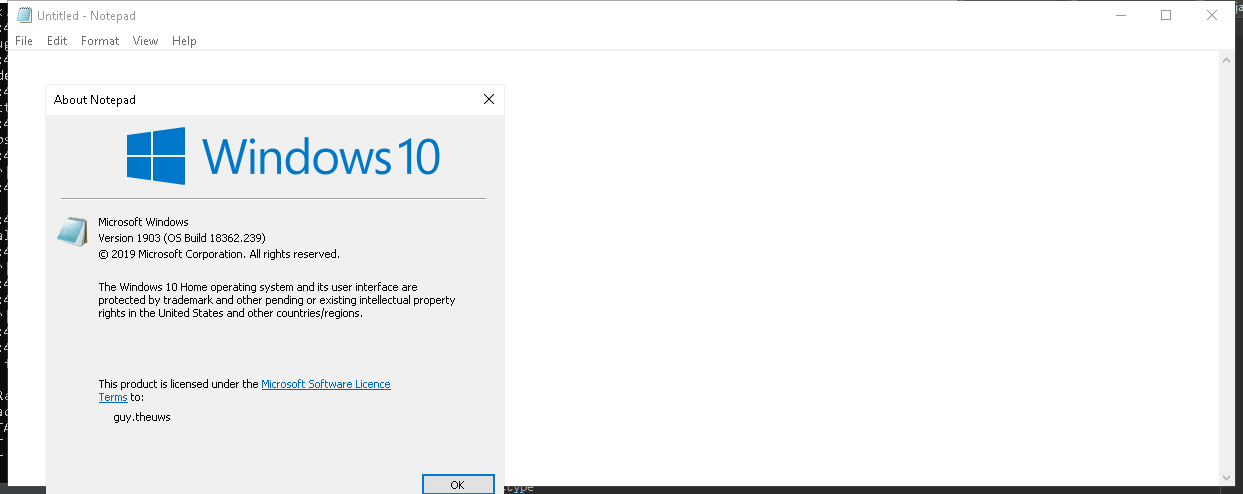 Untitled - Notepad
File Edit Format View Help
About Notepad
Windows 10
Microsoft Windows
Version 1903 (OS Build 18362.239)
© 2019 Microsoft Corporation. All rights reserved.
The Windows 10 Home operating system and its user interface are
protected by trademark and other pending or existing intellectual property
rights in the United States and other countries/regions.
This product is licensed under the Microsoft Software Licence
Terms to:
guy.theuws
OK